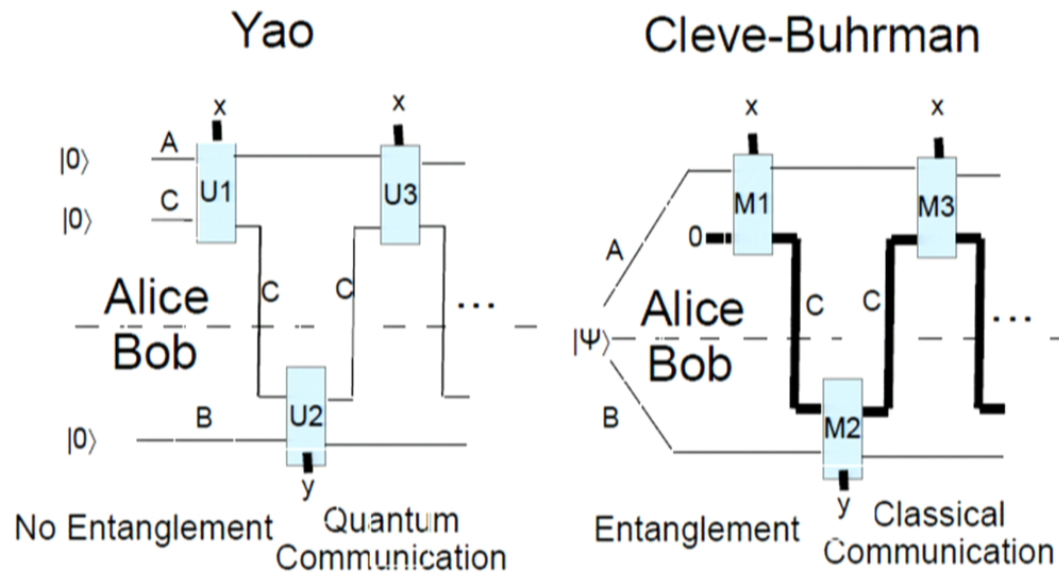 Yao
x
x
|0⟩
A
U1
U3
|0⟩
C
C
C
Alice
...
Bob
|0⟩
B
U2
y
No Entanglement
Quantum
Communication
Cleve-Buhrman
x
x
M1
M3
0
A
C
C
Alice
...
|Ψ⟩
Bob
B
M2
y
Entanglement
Classical
Communication